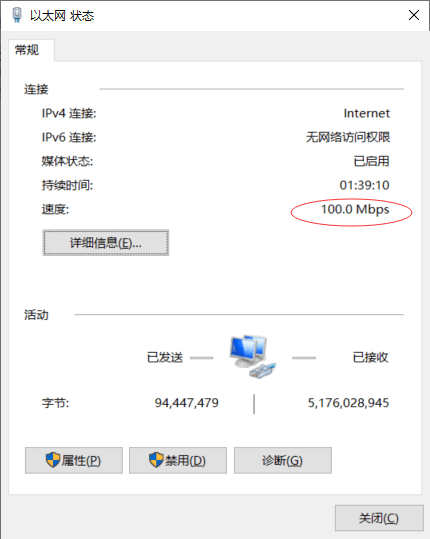 以太网 状态
常规
连接
IPv4 连接: Internet
IPv6 连接: 无网络访问权限
媒体状态: 已启用
持续时间: 01:39:10
速度: 100.0 Mbps
详细信息(E)...
活动
已发送 已接收
字节: 94,447,479 5,176,028,945
属性(P) 禁用(D) 诊断(G)
关闭(C)